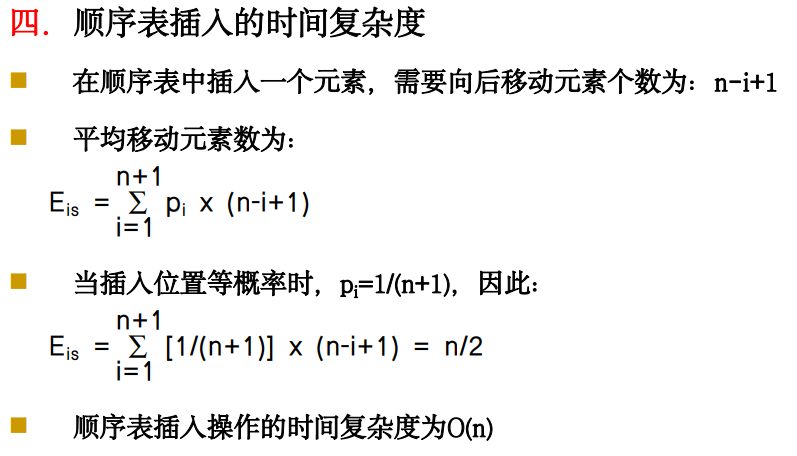 四．顺序表插入的时间复杂度
在顺序表中插入一个元素，需要向后移动元素个数为：n-i+1
平均移动元素数为：
n+1
Eis = ∑ pi x (n-i+1)
i=1
当插入位置等概率时，pi=1/(n+1)，因此：
n+1
Eis = ∑ [1/(n+1)] x (n-i+1) = n/2
i=1
顺序表插入操作的时间复杂度为O(n)